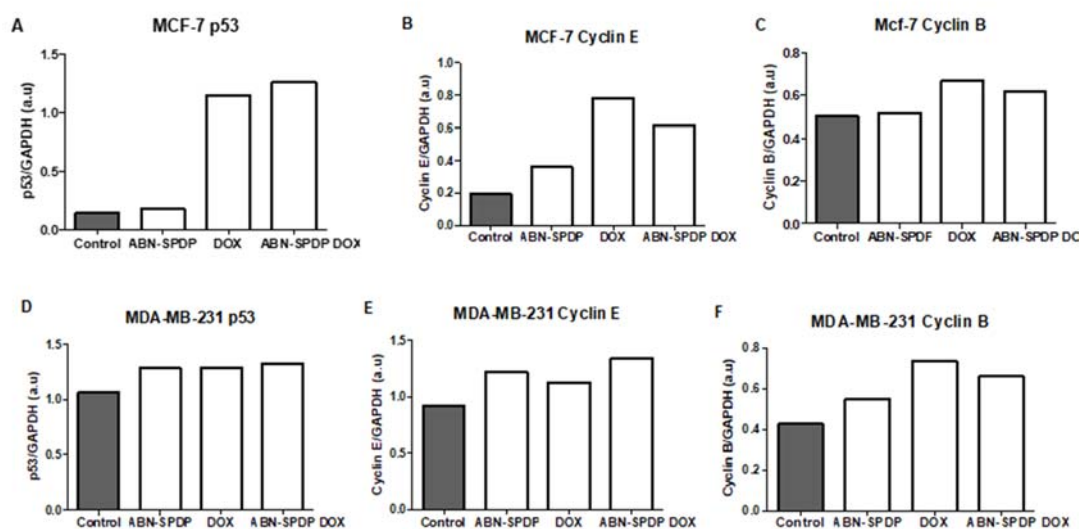 A
MCF-7 p53
p53/GAPDH (a.u)
1.5
1.0
0.5
0.0
Control ABN-SPDP DOX ABN-SPDP DOX
B
MCF-7 Cyclin E
Cyclin E/GAPDH (a.u)
1.0
0.8
0.6
0.4
0.2
0.0
Control ABN-SPDP DOX ABN-SPDP DOX
C
Mcf-7 Cyclin B
Cyclin B/GAPDH (a.u)
0.8
0.6
0.4
0.2
0.0
Control ABN-SPDF DOX ABN-SPDP DO
D
MDA-MB-231 p53
p53/GAPDH (a.u)
1.5
1.0
0.5
0.0
Control ABN-SPDP DOX ABN-SPDP DOX
E
MDA-MB-231 Cyclin E
Cyclin E/GAPDH (a.u)
1.5
1.0
0.5
0.0
Control ABN-SPDP DOX ABN-SPDP DOX
F
MDA-MB-231 Cyclin B
Cyclin B/GAPDH (a.u)
0.8
0.6
0.4
0.2
0.0
Control ABN-SPDP DOX ABN-SPDP DOX